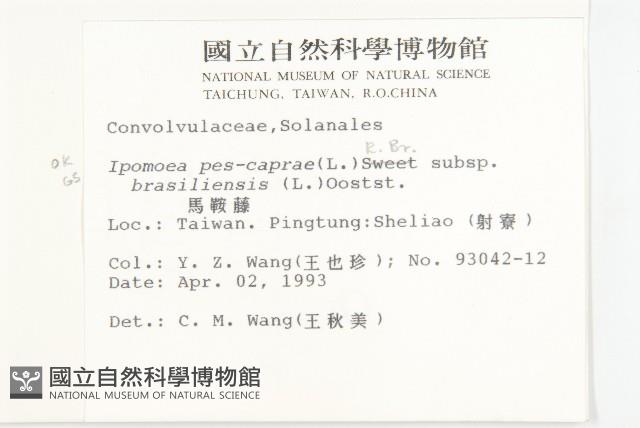 國立自然科學博物館
NATIONAL MUSEUM OF NATURAL SCIENCE
TAICHUNG, TAIWAN, R.O.CHINA
Convolvulaceae,Solanales
R. Br.
OK
GS
Ipomoea pes-caprae(L.)Sweet subsp.
brasiliensis (L.)Ooststr.
馬鞍藤
Loc.: Taiwan. Pingtung:Sheliao (射寮)
Col.: Y. Z. Wang(王也珍); No. 93042-12
Date: Apr. 02, 1993
Det.: C. M. Wang(王秋美)
國立自然科學博物館
NATIONAL MUSEUM OF NATURAL SCIENCE